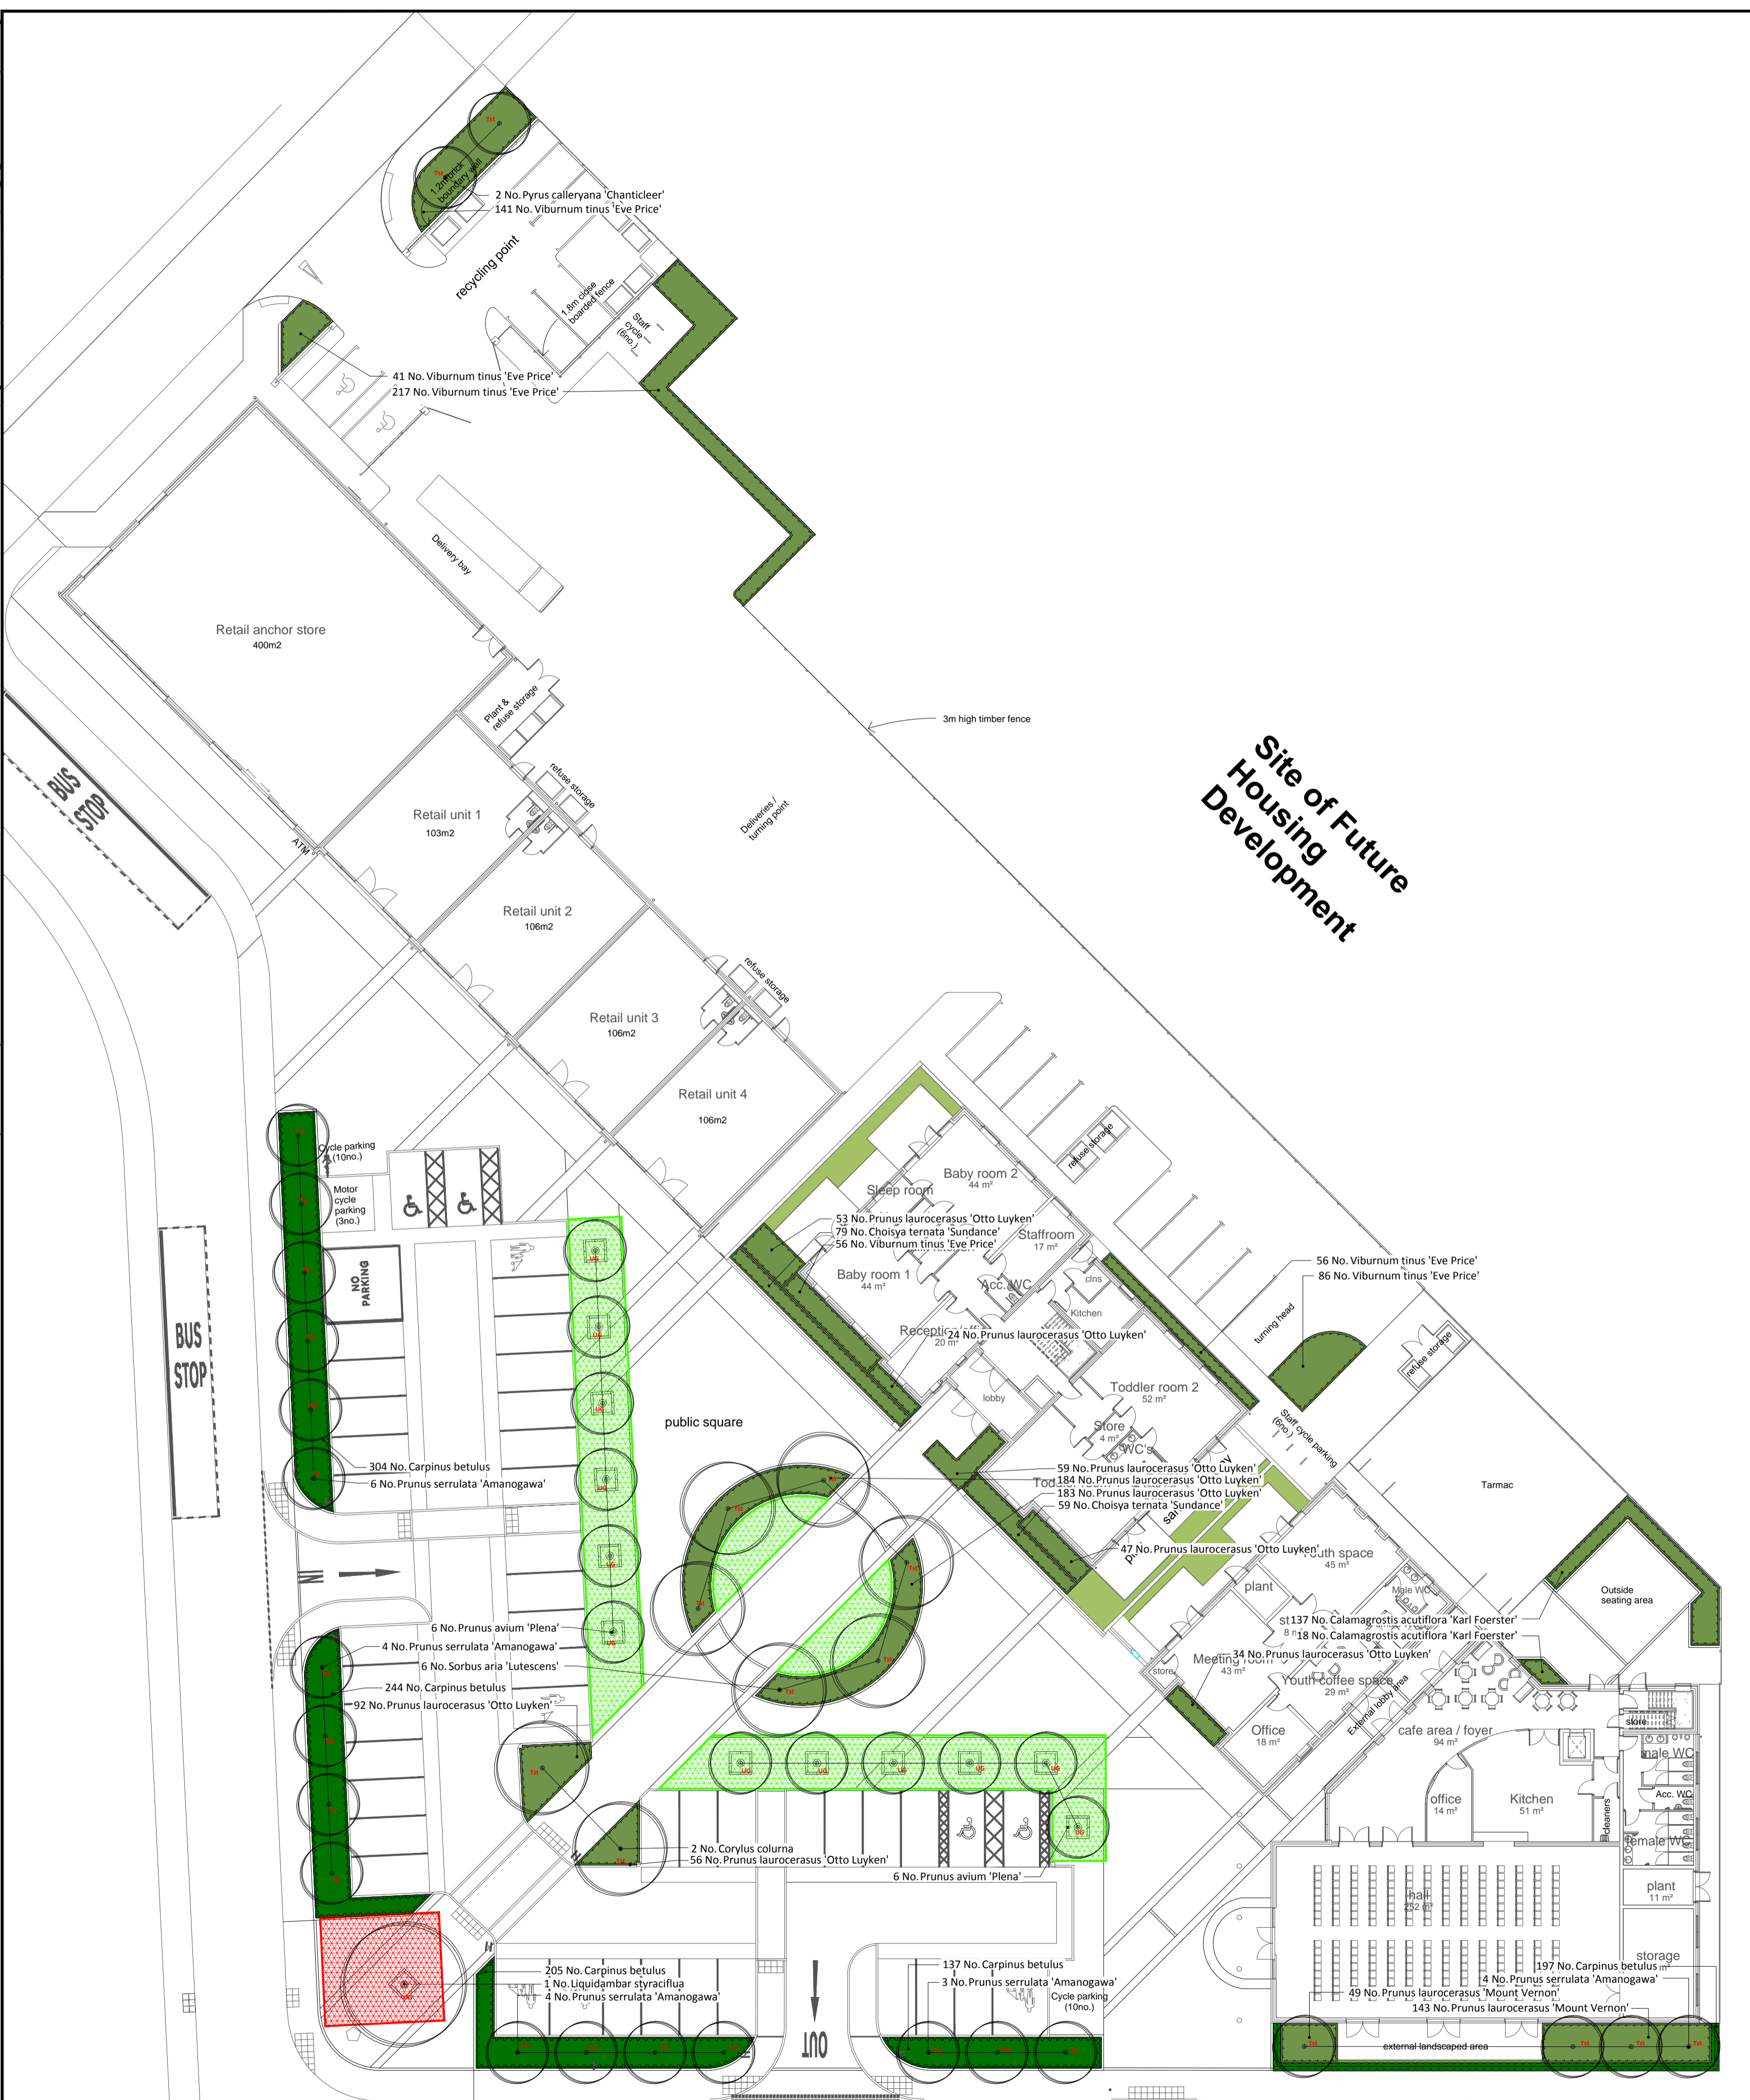 Tst
Tst
1.2m brick
boundary wall
2 No. Pyrus calleryana 'Chanticleer'
141 No. Viburnum tinus 'Eve Price'
recycling point
1.8m close
boarded fence
Staff
cycle
(6no.)
41 No. Viburnum tinus 'Eve Price'
217 No. Viburnum tinus 'Eve Price'
Delivery bay
Retail anchor store
400m2
Plant &
refuse storage
3m high timber fence
Site of Future
Housing
Development
BUS
STOP
refuse storage
Retail unit 1
103m2
ATM
Deliveries /
turning point
Retail unit 2
106m2
refuse storage
Retail unit 3
106m2
Retail unit 4
106m2
Cycle parking
(10no.)
Motor
cycle
parking
(3no.)
NO
PARKING
refuse storage
Baby room 2
44 m²
Sleep room
53 No. Prunus laurocerasus 'Otto Luyken'
79 No. Choisya ternata 'Sundance'
56 No. Viburnum tinus 'Eve Price'
Staffroom
17 m²
Baby room 1
44 m²
Acc. WC
clns
Kitchen
56 No. Viburnum tinus 'Eve Price'
86 No. Viburnum tinus 'Eve Price'
turning head
refuse storage
20 m²
24 No. Prunus laurocerasus 'Otto Luyken'
lobby
Toddler room 2
52 m²
BUS
STOP
public square
Store
4 m²
WC's
Staff cycle parking
(6no.)
304 No. Carpinus betulus
6 No. Prunus serrulata 'Amanogawa'
59 No. Prunus laurocerasus 'Otto Luyken'
184 No. Prunus laurocerasus 'Otto Luyken'
183 No. Prunus laurocerasus 'Otto Luyken'
59 No. Choisya ternata 'Sundance'
Tarmac
47 No. Prunus laurocerasus 'Otto Luyken'
Youth space
45 m²
IN
plant
Male WC
Outside
seating area
137 No. Calamagrostis acutiflora 'Karl Foerster'
18 No. Calamagrostis acutiflora 'Karl Foerster'
34 No. Prunus laurocerasus 'Otto Luyken'
6 No. Prunus avium 'Plena'
4 No. Prunus serrulata 'Amanogawa'
6 No. Sorbus aria 'Lutescens'
244 No. Carpinus betulus
92 No. Prunus laurocerasus 'Otto Luyken'
store
Meeting room
43 m²
Youth coffee space
29 m²
External lobby area
Office
18 m²
cafe area / foyer
94 m²
store
male WC
Acc. WC
office
14 m²
Kitchen
51 m²
cleaners
female WC
2 No. Corylus colurna
56 No. Prunus laurocerasus 'Otto Luyken'
6 No. Prunus avium 'Plena'
hall
252 m²
plant
11 m²
storage
205 No. Carpinus betulus
1 No. Liquidambar styraciflua
4 No. Prunus serrulata 'Amanogawa'
OUT
137 No. Carpinus betulus
3 No. Prunus serrulata 'Amanogawa'
Cycle parking
(10no.)
197 No. Carpinus betulus
4 No. Prunus serrulata 'Amanogawa'
49 No. Prunus laurocerasus 'Mount Vernon'
143 No. Prunus laurocerasus 'Mount Vernon'
external landscaped area